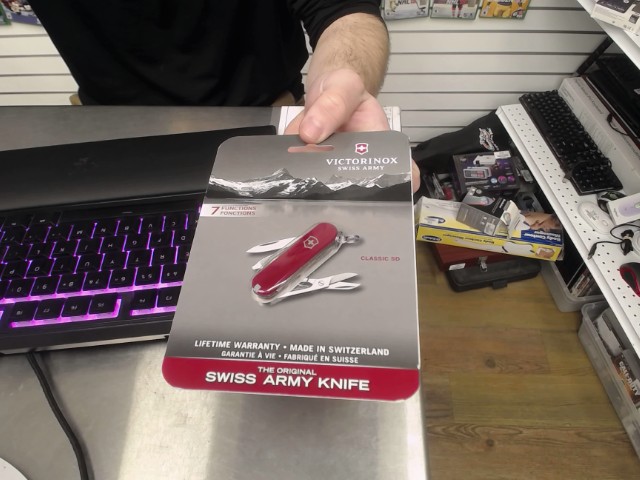 VICTORINOX
SWISS ARMY
7 FUNCTIONS
FONCTIONS
CLASSIC SD
LIFETIME WARRANTY • MADE IN SWITZERLAND
GARANTIE À VIE • FABRIQUÉ EN SUISSE
THE ORIGINAL
SWISS ARMY KNIFE